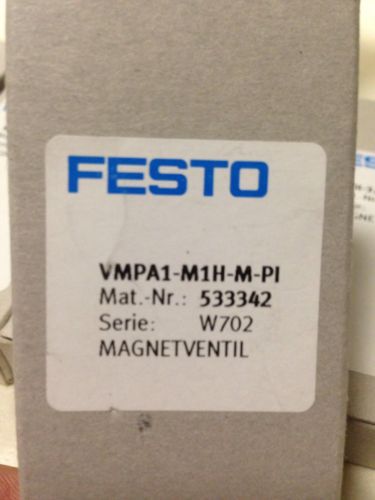 FESTO
VMPA1-M1H-M-PI
Mat.-Nr.: 533342
Serie: W702
MAGNETVENTIL